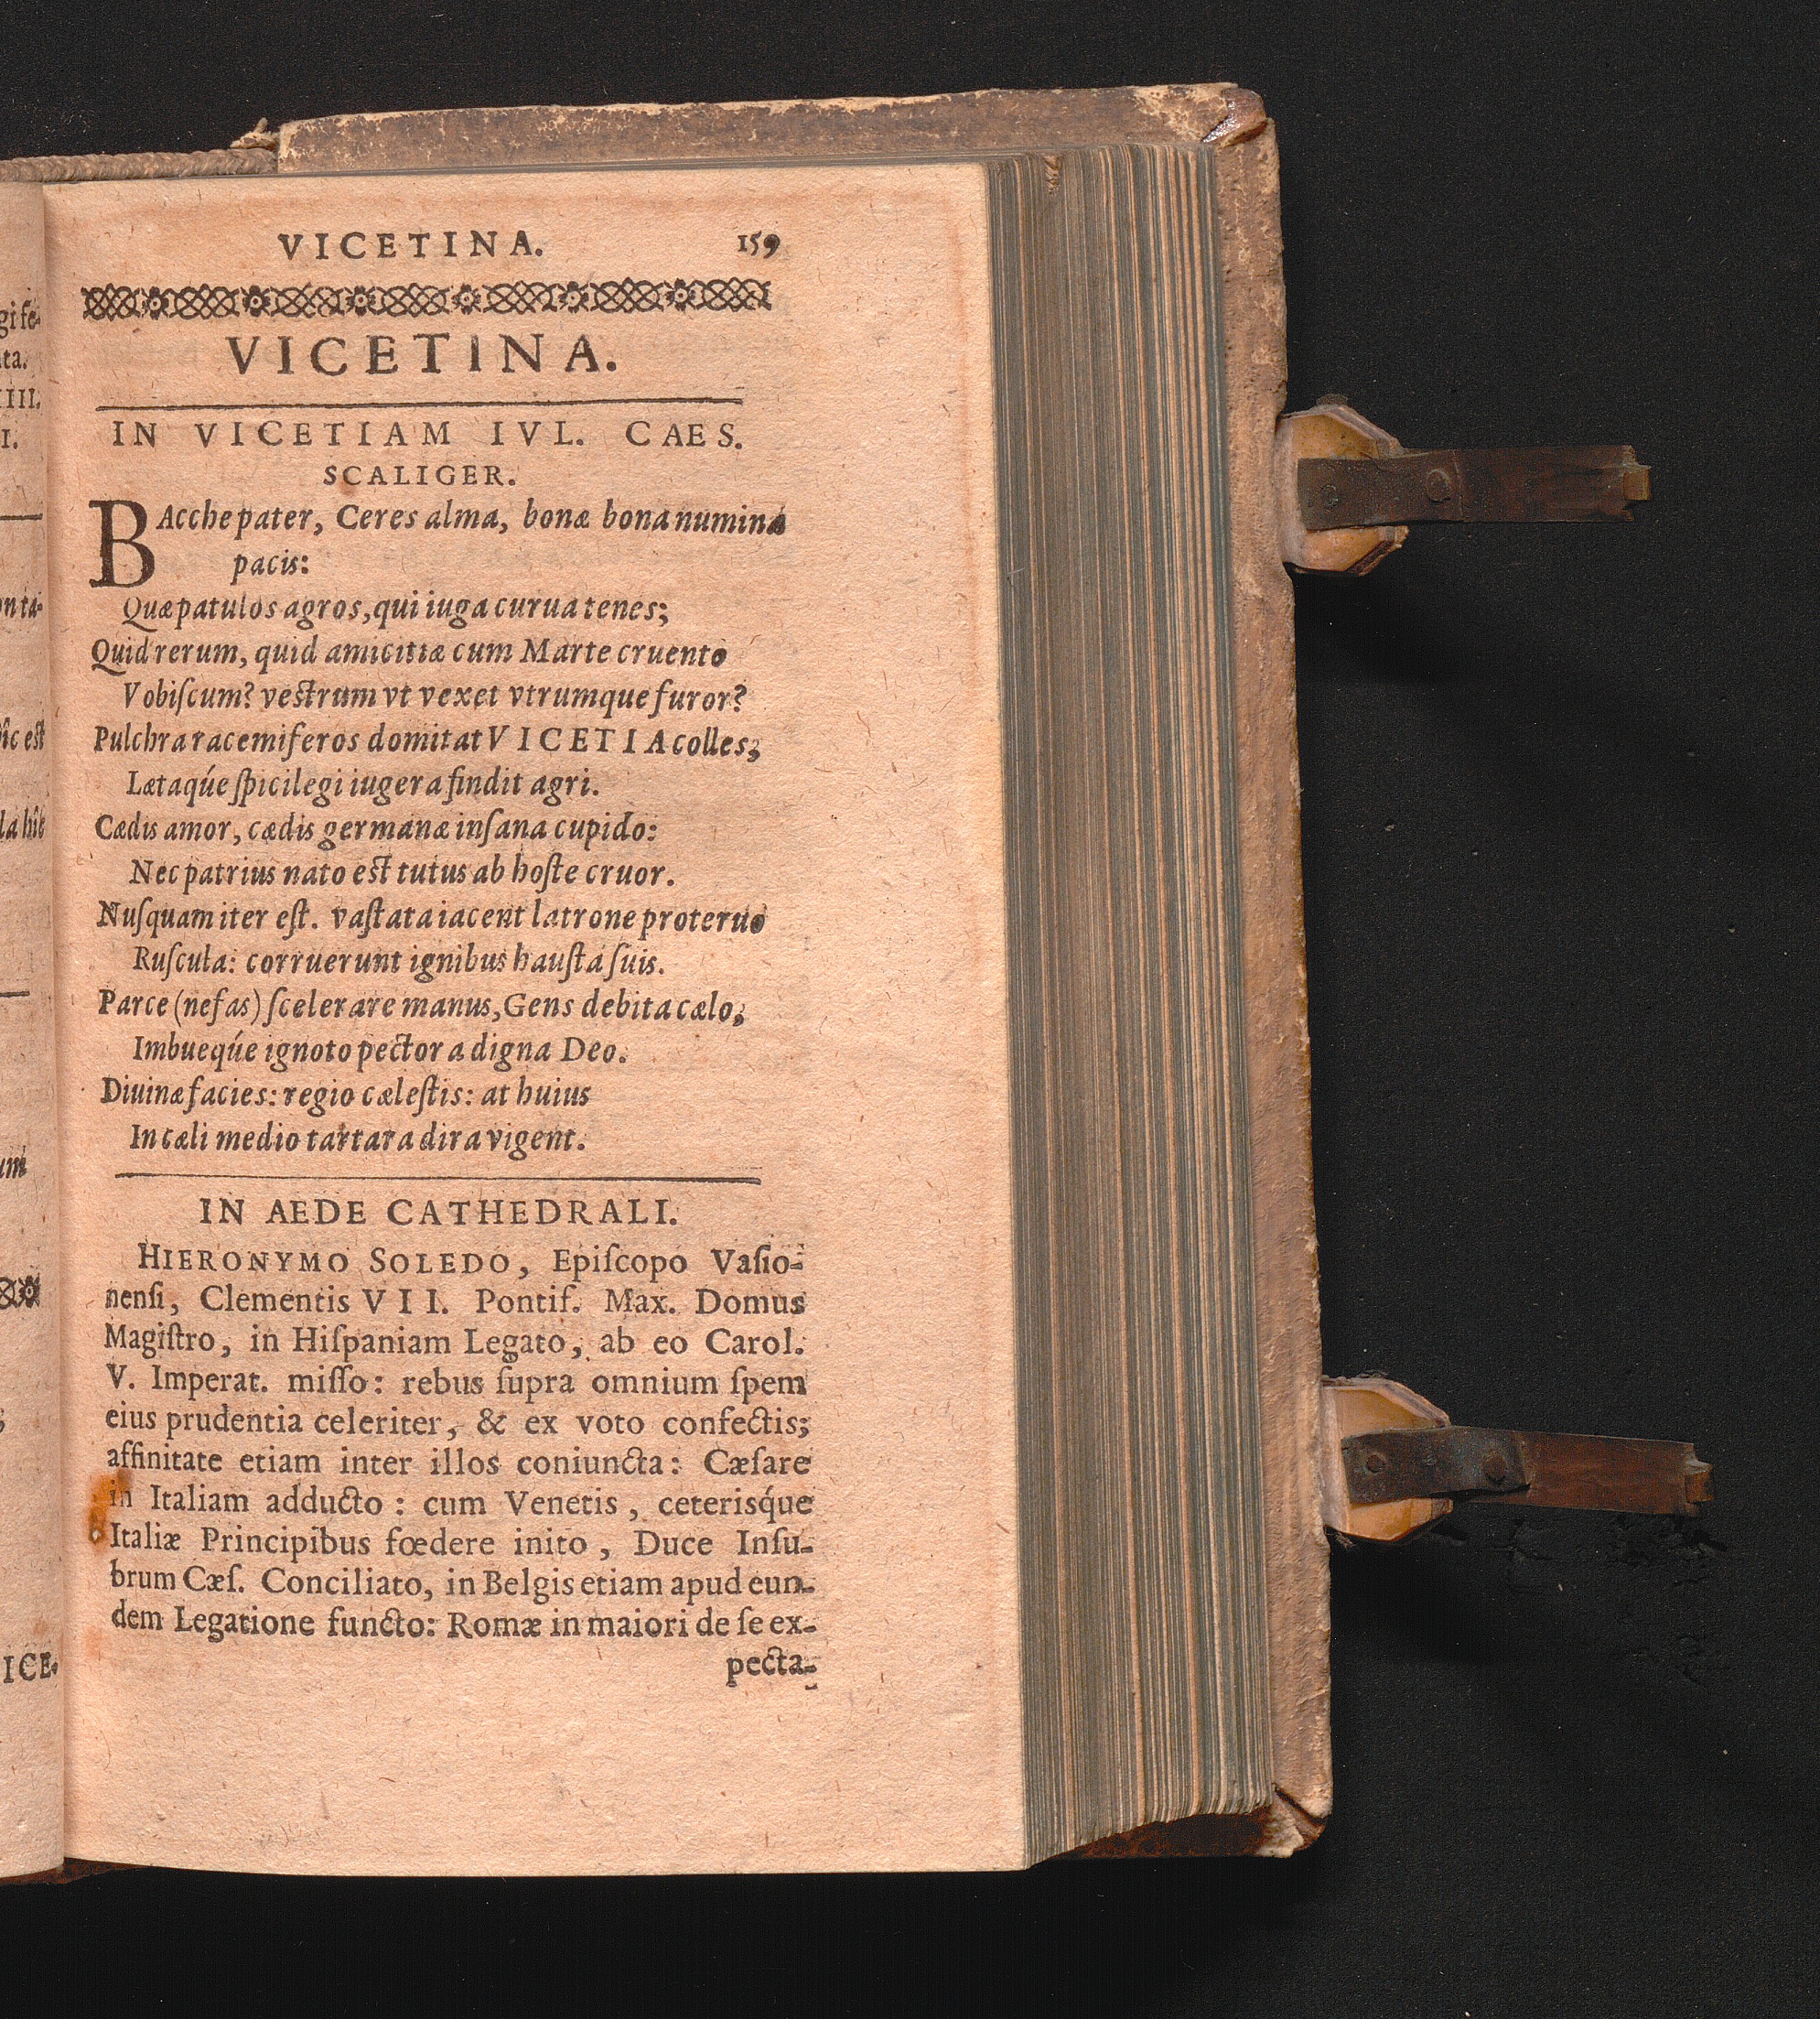 VICETINA. 159
VICETINA.
IN VICETIAM IVL. CAES.
SCALIGER.
BAcche pater, Ceres alma, bonæ bona numina
pacis:
Quæ patulos agros, qui iuga curua tenes;
Quid rerum, quid amicitiæ cum Marte cruento
Vobiſcum? veſtrum vt vexet vtrumque furor?
Pulchra racemiferos domitat VICETIA colles;
Lætaq́ue ſpicilegi iugera findit agri.
Cædis amor, cædis germanæ inſana cupido:
Nec patrius nato eſt tutus ab hoſte cruor.
Nuſquam iter eſt. vaſtata iacent latrone proteruo
Ruſcula: corruerunt ignibus hauſta ſuis.
Parce (nefas) ſcelerare manus, Gens debita cælo;
Imbueq́ue ignoto pectora digna Deo.
Diuinæ facies: regio cæleſtis: at huius
In cæli medio tartara dira vigent.
IN AEDE CATHEDRALI.
HIERONYMO SOLEDO, Epiſcopo Vaſio-
nenſi, Clementis VII. Pontif. Max. Domus
Magiſtro, in Hiſpaniam Legato, ab eo Carol.
V. Imperat. miſſo: rebus ſupra omnium ſpem
eius prudentia celeriter, & ex voto confectis;
affinitate etiam inter illos coniuncta: Cæſare
in Italiam adducto: cum Venetis, ceterisq́ue
Italiæ Principibus fœdere inito, Duce Inſu-
brum Cæſ. Conciliato, in Belgis etiam apud eun-
dem Legatione functo: Romæ in maiori de ſe ex-
pecta-